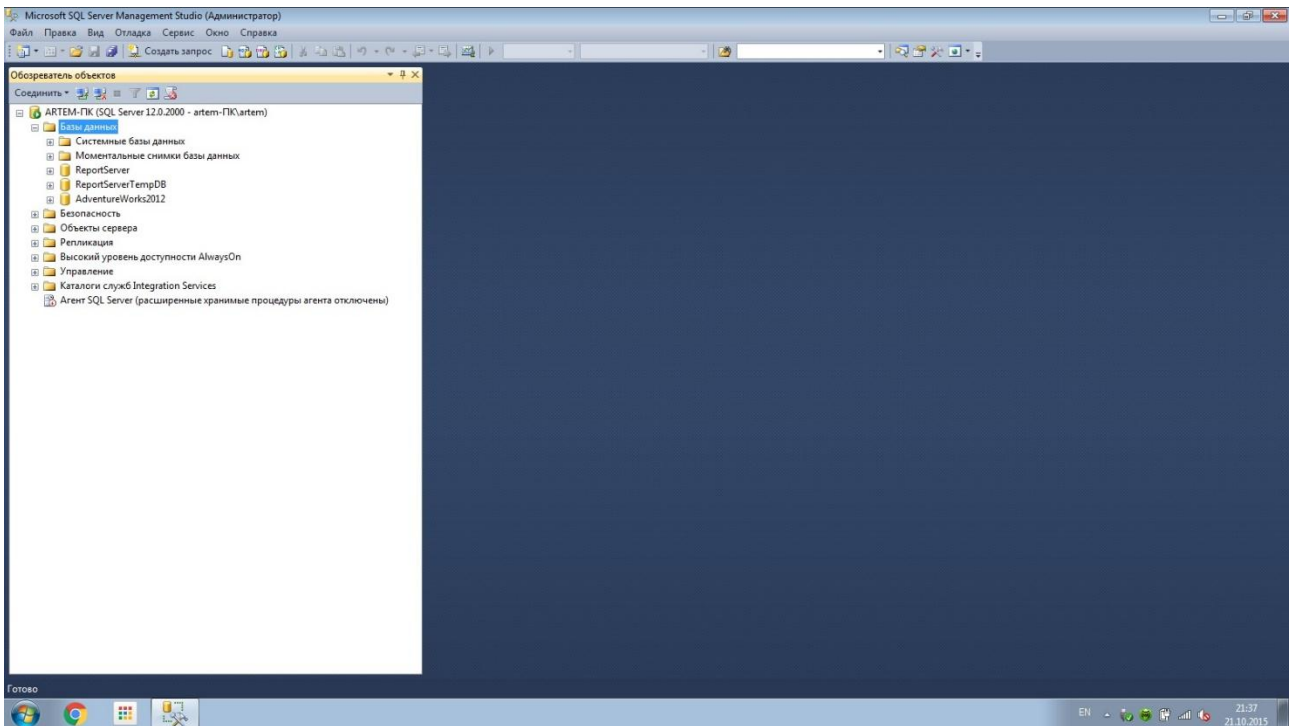 Microsoft SQL Server Management Studio (Администратор)
Файл Правка Вид Отладка Сервис Окно Справка
Создать запрос
Обозреватель объектов
Соединить
ARTEM-ПК (SQL Server 12.0.2000 - artem-ПК\artem)
Базы данных
Системные базы данных
Моментальные снимки базы данных
ReportServer
ReportServerTempDB
AdventureWorks2012
Безопасность
Объекты сервера
Репликация
Высокий уровень доступности AlwaysOn
Управление
Каталоги служб Integration Services
Агент SQL Server (расширенные хранимые процедуры агента отключены)
Готово
EN
21:37
21.10.2015